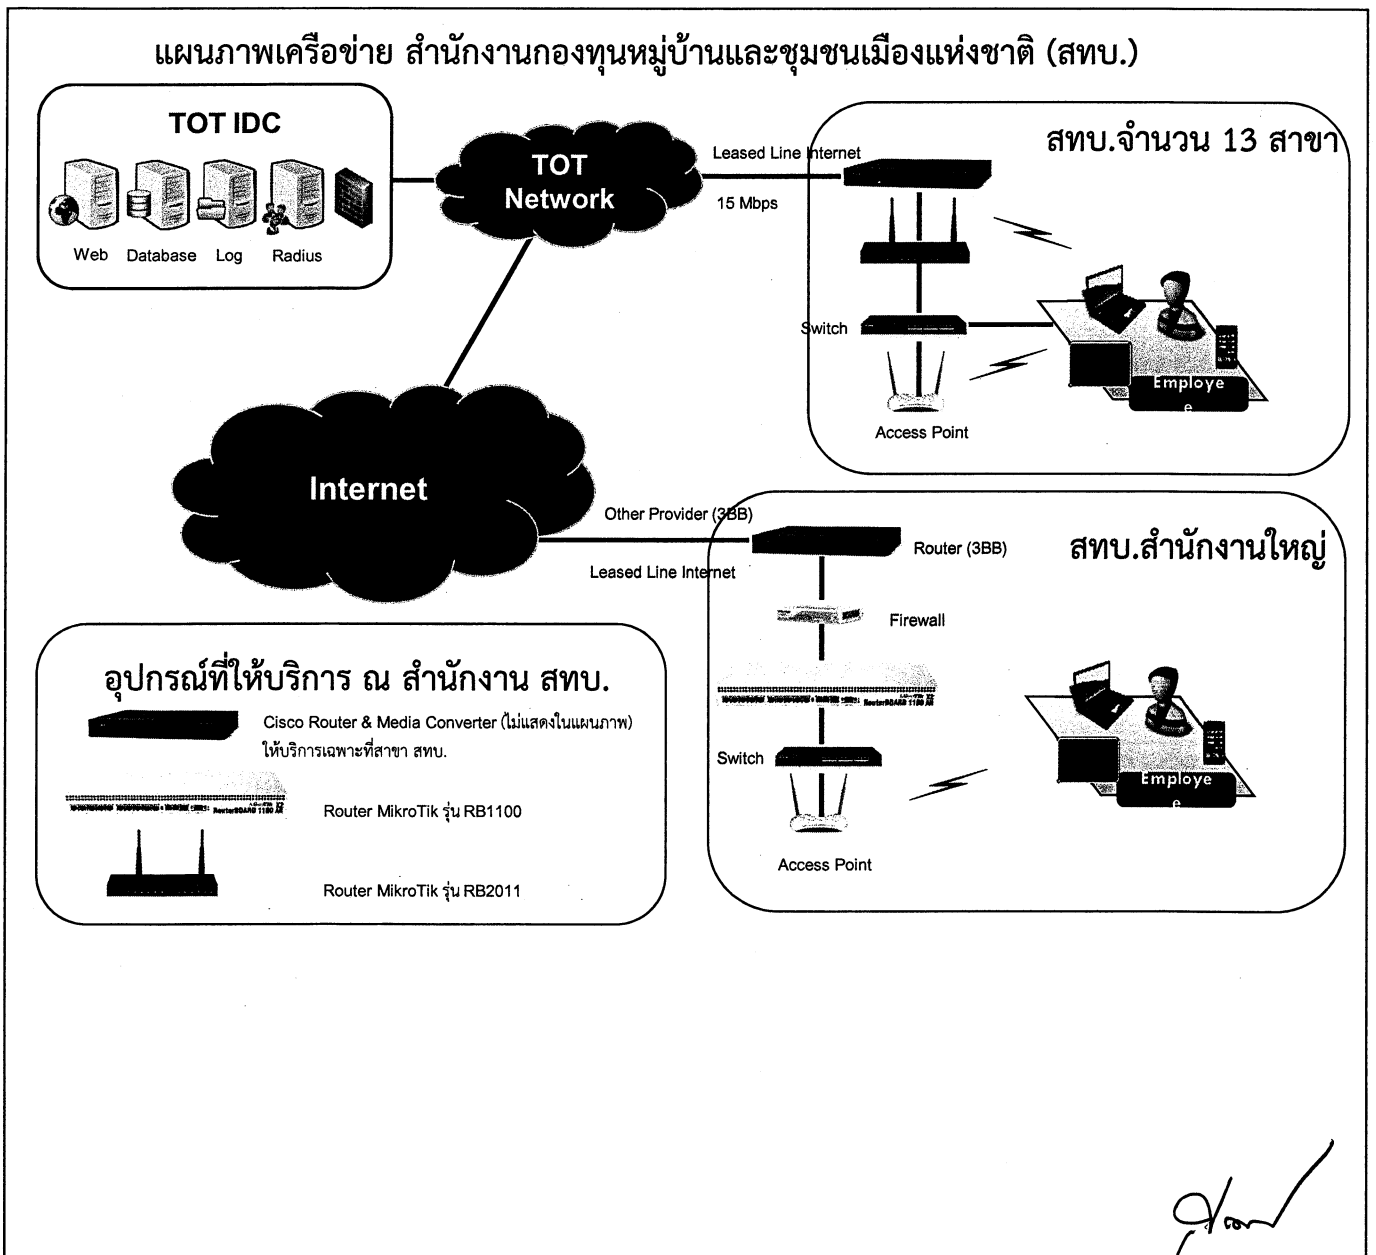 แผนภาพเครือข่าย สำนักงานกองทุนหมู่บ้านและชุมชนเมืองแห่งชาติ (สทบ.)
TOT IDC
Web Database Log Radius
TOT
Network
Leased Line Internet
15 Mbps
สทบ.จำนวน 13 สาขา
Switch
Access Point
Employe
e
Internet
Other Provider (3BB)
Leased Line Internet
Router (3BB)
สทบ.สำนักงานใหญ่
Firewall
RouterBOARD 1100 AH
Switch
Access Point
Employe
e
อุปกรณ์ที่ให้บริการ ณ สำนักงาน สทบ.
Cisco Router & Media Converter (ไม่แสดงในแผนภาพ)
ให้บริการเฉพาะที่สาขา สทบ.
RouterBOARD 1100 AH
Router MikroTik รุ่น RB1100
Router MikroTik รุ่น RB2011